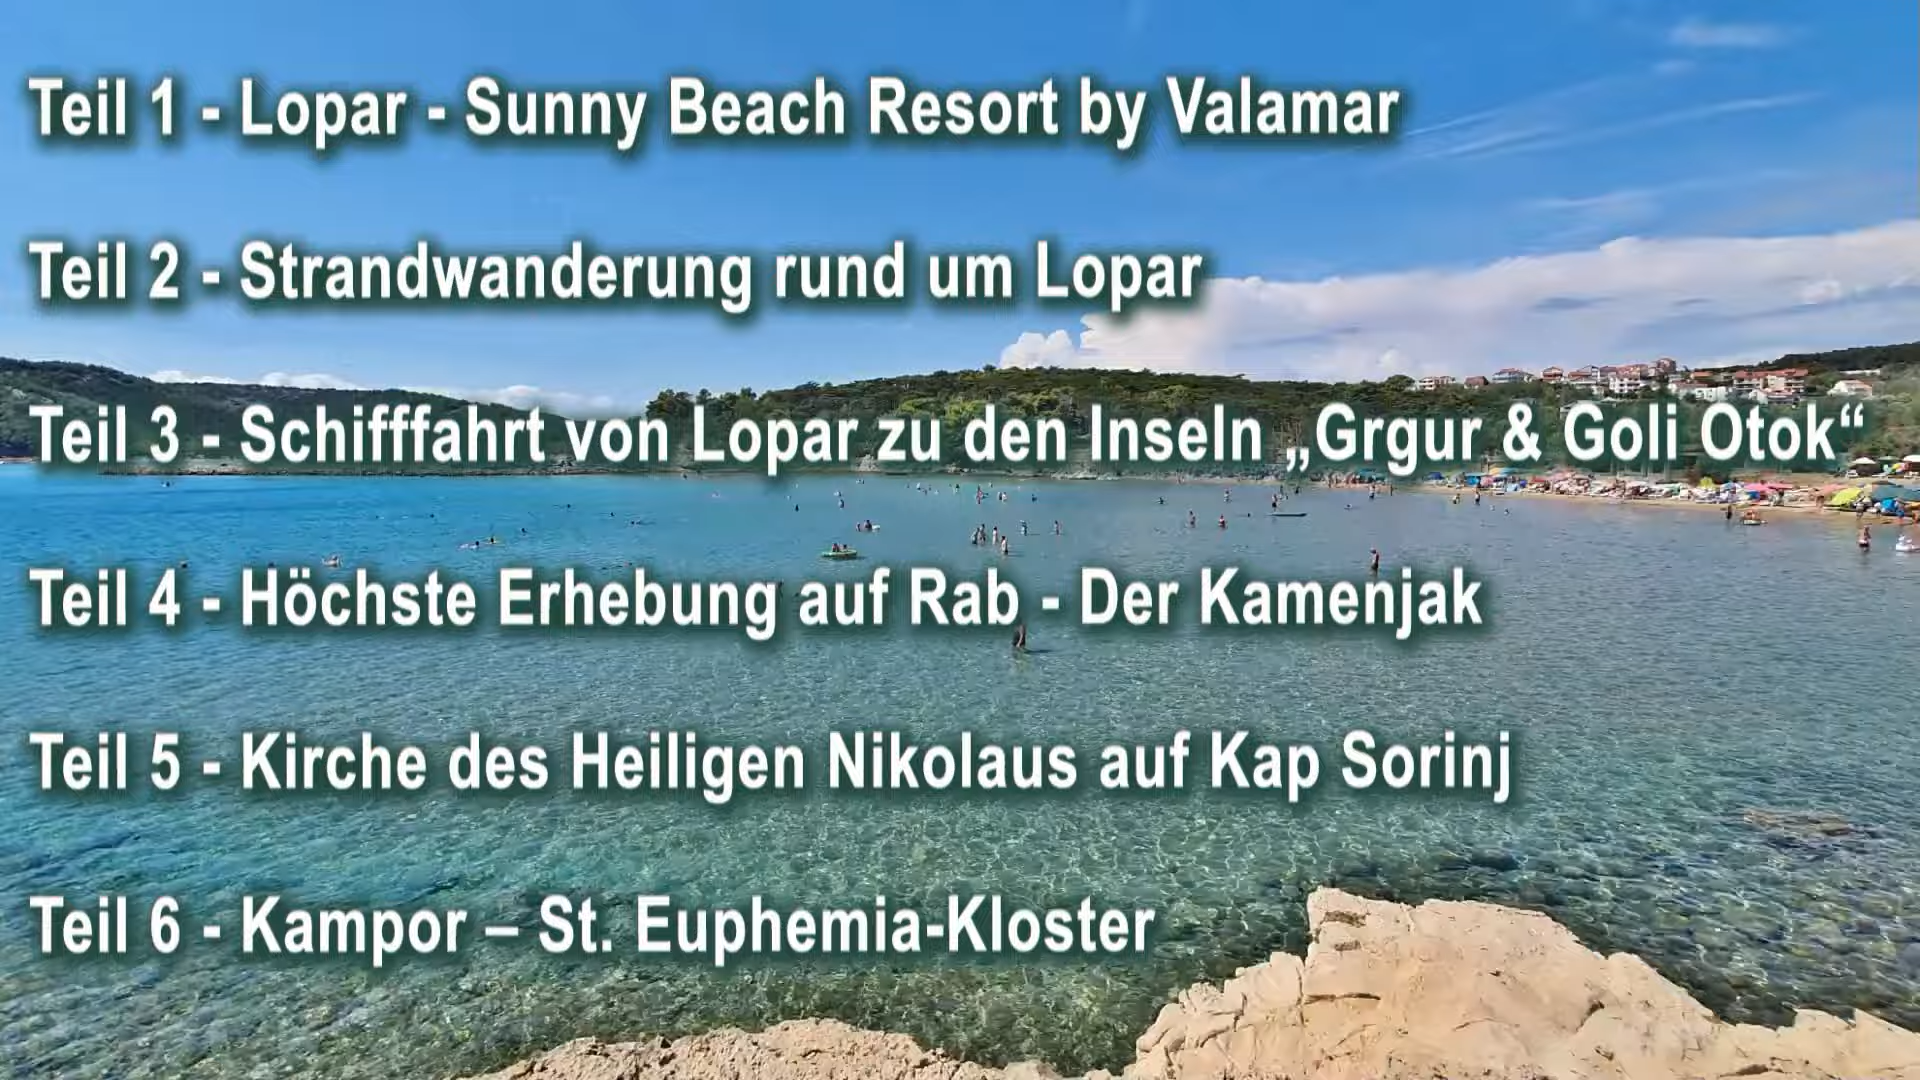 Teil 1 - Lopar - Sunny Beach Resort by Valamar
Teil 2 - Strandwanderung rund um Lopar
Teil 3 - Schifffahrt von Lopar zu den Inseln „Grgur & Goli Otok“
Teil 4 - Höchste Erhebung auf Rab - Der Kamenjak
Teil 5 - Kirche des Heiligen Nikolaus auf Kap Sorinj
Teil 6 - Kampor – St. Euphemia-Kloster